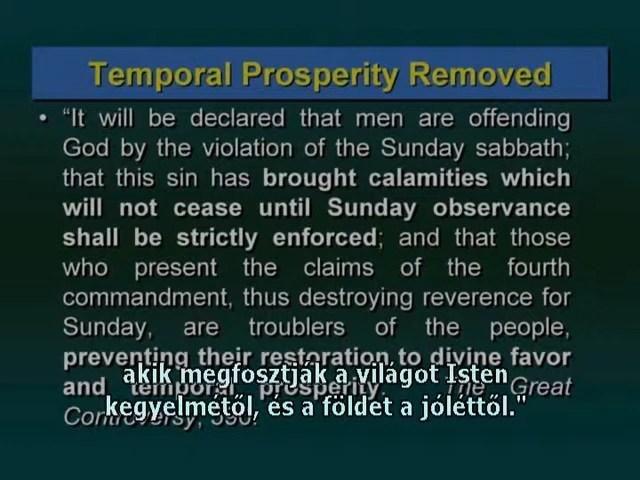 Temporal Prosperity Removed
• “It will be declared that men are offending
God by the violation of the Sunday sabbath;
that this sin has brought calamities which
will not cease until Sunday observance
shall be strictly enforced; and that those
who present the claims of the fourth
commandment, thus destroying reverence for
Sunday, are troublers of the people,
preventing their restoration to divine favor
akik megfosztják a világot Isten
and temporal prosperity The Great
kegyelmétől, és a földet a jóléttől."
Controversy, 590.